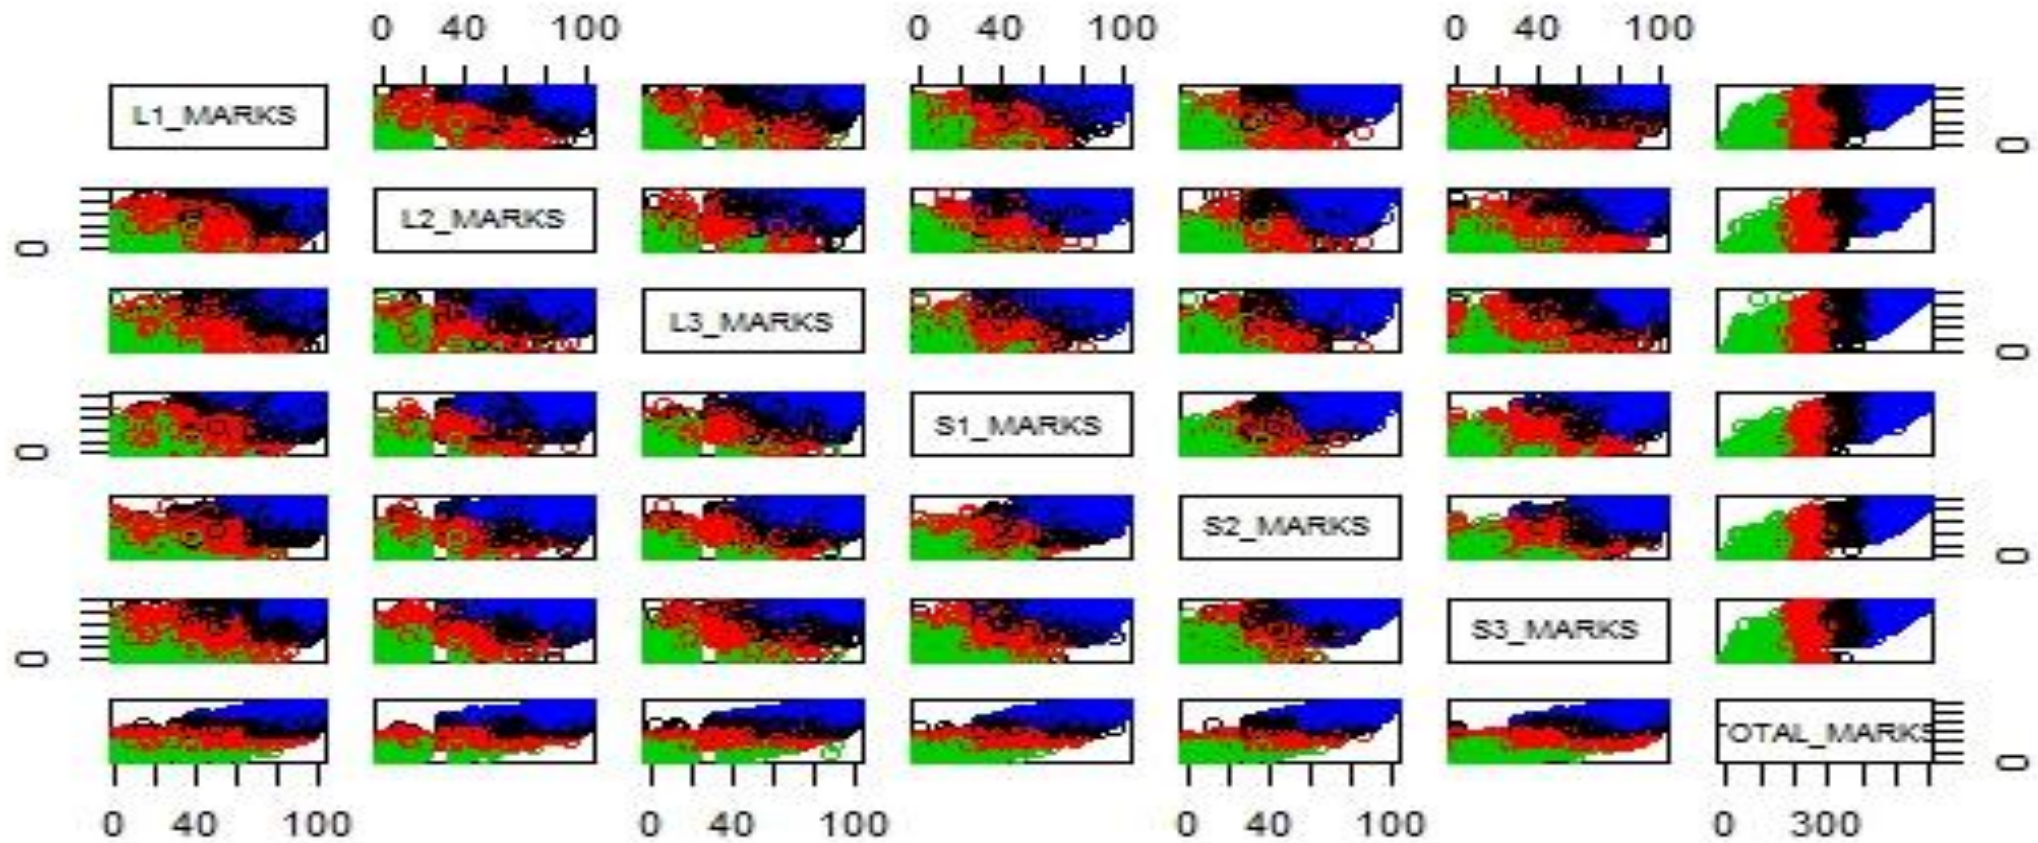 0 40 100 0 40 100 0 40 100
L1_MARKS 0
0 L2_MARKS
L3_MARKS 0
0 S1_MARKS
S2_MARKS 0
0 S3_MARKS
TOTAL_MARKS 0
0 40 100 0 40 100 0 40 100 0 300